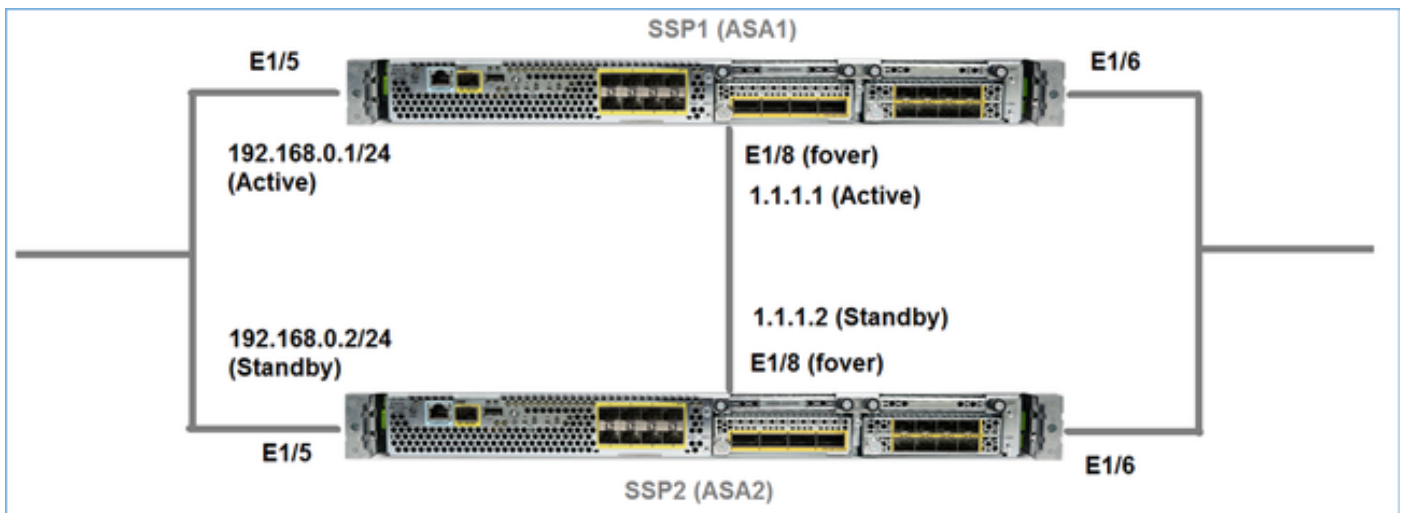 SSP1 (ASA1)
E1/5
E1/6
192.168.0.1/24
(Active)
E1/8 (fover)
1.1.1.1 (Active)
1.1.1.2 (Standby)
192.168.0.2/24
(Standby)
E1/8 (fover)
E1/5
E1/6
SSP2 (ASA2)